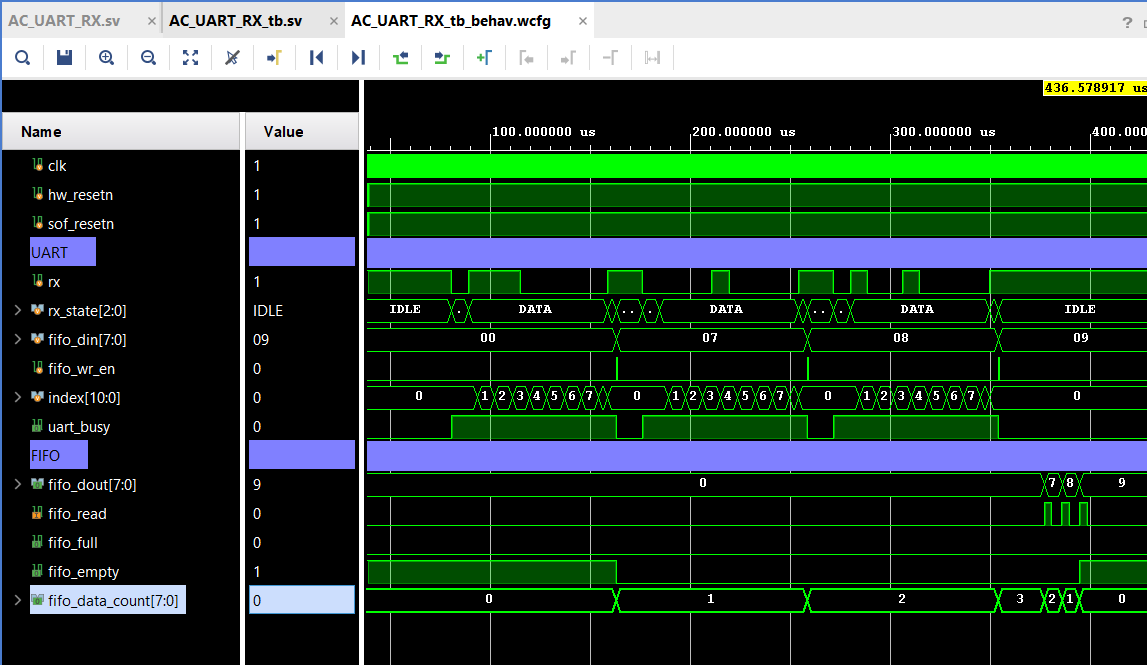 AC_UART_RX.sv × AC_UART_RX_tb.sv × AC_UART_RX_tb_behav.wcfg × ?
436.578917 us
Name Value
100.000000 us 200.000000 us 300.000000 us 400.000
clk 1
hw_resetn 1
sof_resetn 1
UART
rx 1
rx_state[2:0] IDLE IDLE . DATA .. . DATA .. . DATA IDLE
fifo_din[7:0] 09 00 07 08 09
fifo_wr_en 0
index[10:0] 0 0 1 2 3 4 5 6 7 0 1 2 3 4 5 6 7 0 1 2 3 4 5 6 7 0
uart_busy 0
FIFO
fifo_dout[7:0] 9 0 7 8 9
fifo_read 0
fifo_full 0
fifo_empty 1
fifo_data_count[7:0] 0 0 1 2 3 2 1 0